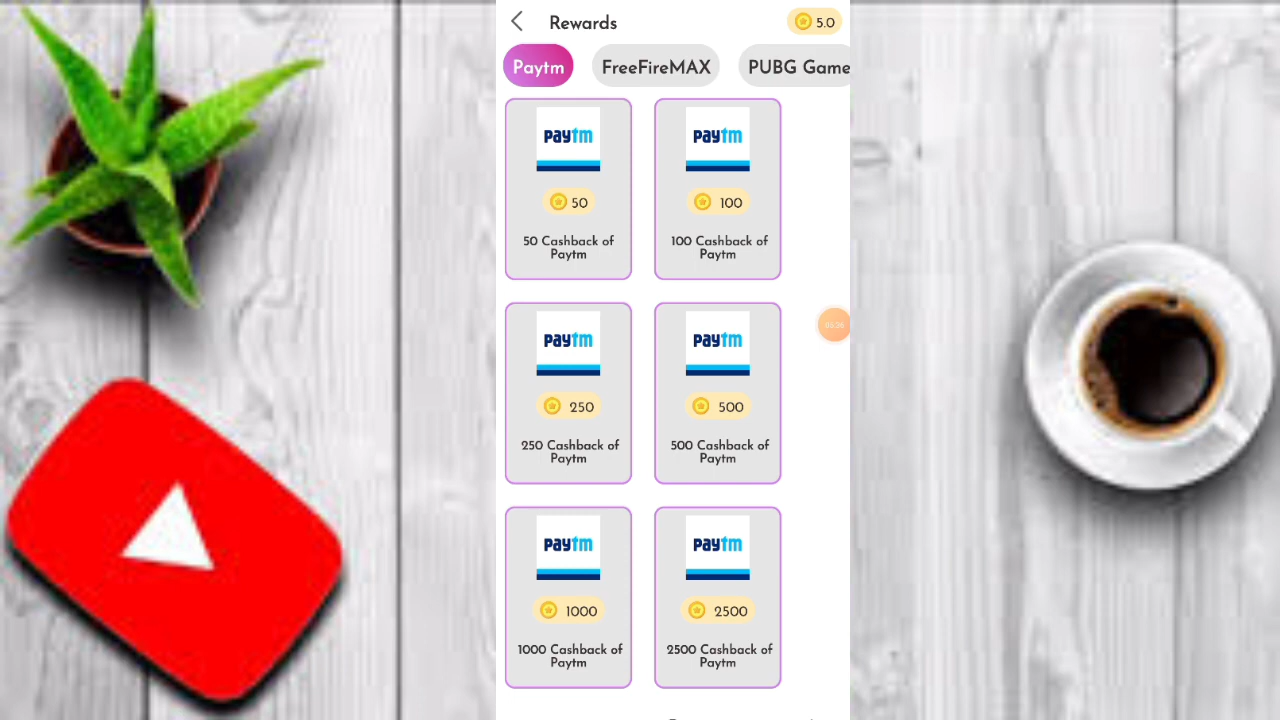 Rewards
5.0
Paytm
FreeFireMAX
PUBG Game
paytm
paytm
50
100
50 Cashback of
Paytm
100 Cashback of
Paytm
paytm
paytm
250
500
250 Cashback of
Paytm
500 Cashback of
Paytm
paytm
paytm
1000
2500
1000 Cashback of
Paytm
2500 Cashback of
Paytm